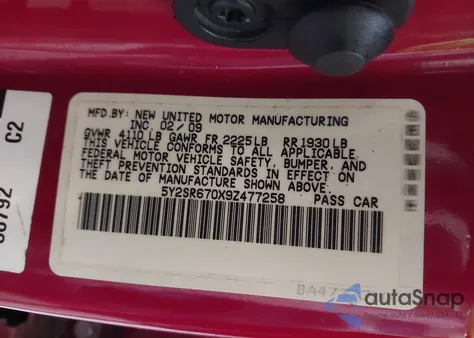 MFD.BY: NEW UNITED MOTOR MANUFACTURING
INC. 02/09
GVWR 4110 LB GAWR FR 2225 LB RR 1930 LB
THIS VEHICLE CONFORMS TO ALL APPLICABLE
FEDERAL MOTOR VEHICLE SAFETY, BUMPER, AND
THEFT PREVENTION STANDARDS IN EFFECT ON
THE DATE OF MANUFACTURE SHOWN ABOVE.
5Y2SR670X9Z477258 PASS CAR
C2
autoSnap